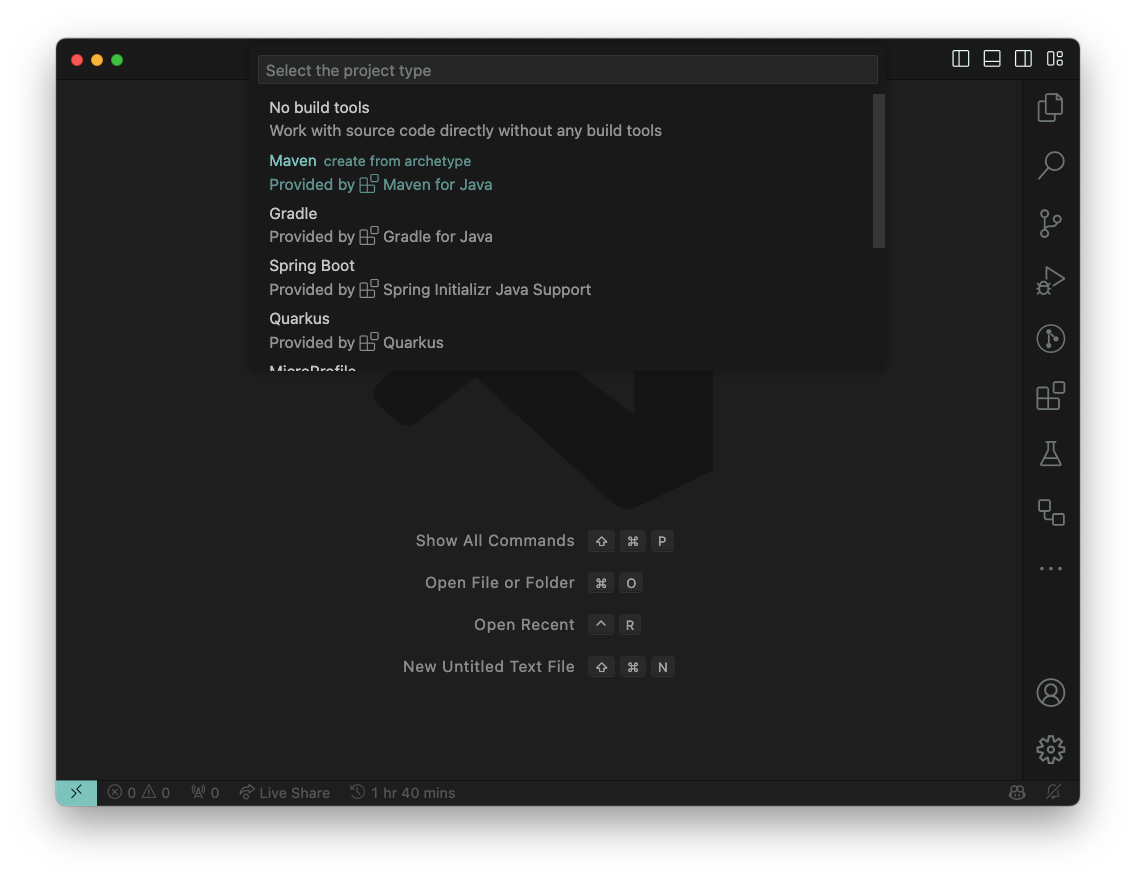 Select the project type
No build tools
Work with source code directly without any build tools
Maven create from archetype
Provided by Maven for Java
Gradle
Provided by Gradle for Java
Spring Boot
Provided by Spring Initializr Java Support
Quarkus
Provided by Quarkus
MicroProfile
Show All Commands ⇧ ⌘ P
Open File or Folder ⌘ O
Open Recent ⌃ R
New Untitled Text File ⇧ ⌘ N
0 0 0 Live Share 1 hr 40 mins